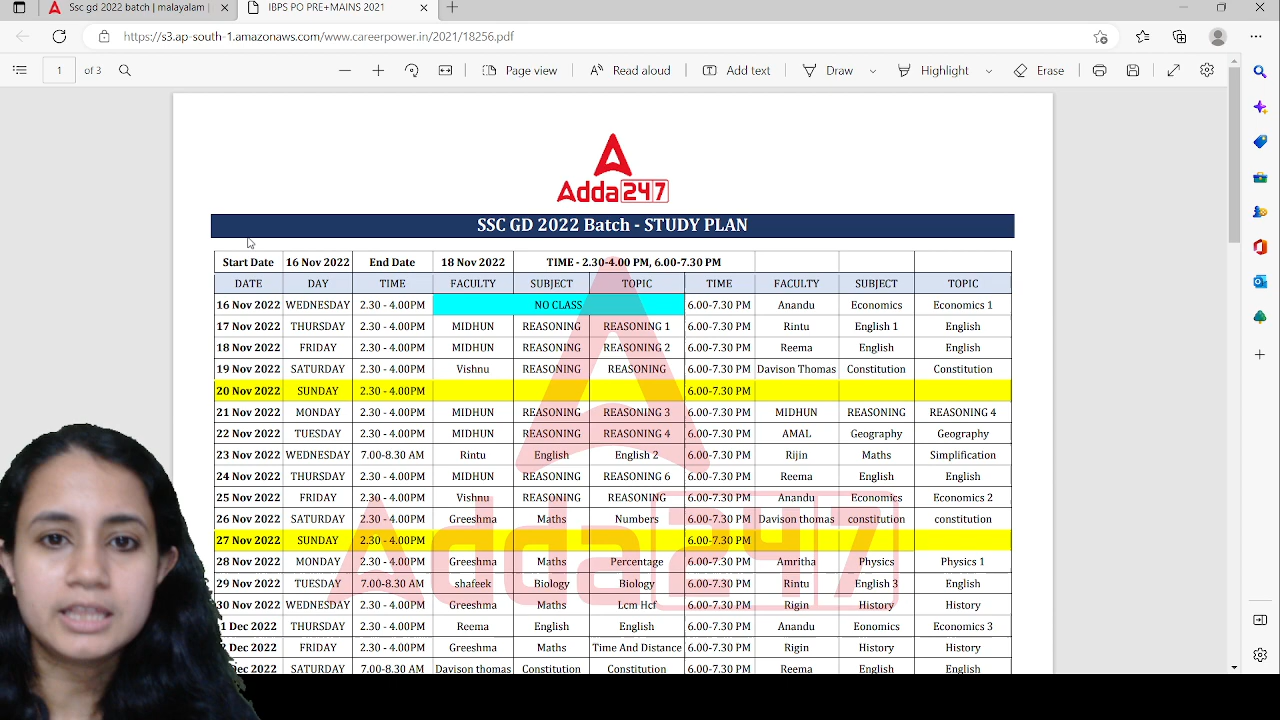 Ssc gd 2022 batch | malayalam |
IBPS PO PRE+MAINS 2021
https://s3.ap-south-1.amazonaws.com/www.careerpower.in/2021/18256.pdf
1 of 3 Page view Read aloud Add text Draw Highlight Erase
Adda247
SSC GD 2022 Batch - STUDY PLAN
Start Date 16 Nov 2022 End Date 18 Nov 2022 TIME - 2.30-4.00 PM, 6.00-7.30 PM
DATE DAY TIME FACULTY SUBJECT TOPIC TIME FACULTY SUBJECT TOPIC
16 Nov 2022 WEDNESDAY 2.30 - 4.00PM NO CLASS 6.00-7.30 PM Anandu Economics Economics 1
17 Nov 2022 THURSDAY 2.30 - 4.00PM MIDHUN REASONING REASONING 1 6.00-7.30 PM Rintu English 1 English
18 Nov 2022 FRIDAY 2.30 - 4.00PM MIDHUN REASONING REASONING 2 6.00-7.30 PM Reema English English
19 Nov 2022 SATURDAY 2.30 - 4.00PM Vishnu REASONING REASONING 6.00-7.30 PM Davison Thomas Constitution Constitution
20 Nov 2022 SUNDAY 2.30 - 4.00PM 6.00-7.30 PM
21 Nov 2022 MONDAY 2.30 - 4.00PM MIDHUN REASONING REASONING 3 6.00-7.30 PM MIDHUN REASONING REASONING 4
22 Nov 2022 TUESDAY 2.30 - 4.00PM MIDHUN REASONING REASONING 4 6.00-7.30 PM AMAL Geography Geography
23 Nov 2022 WEDNESDAY 7.00-8.30 AM Rintu English English 2 6.00-7.30 PM Rijin Maths Simplification
24 Nov 2022 THURSDAY 2.30 - 4.00PM MIDHUN REASONING REASONING 6 6.00-7.30 PM Reema English English
25 Nov 2022 FRIDAY 2.30 - 4.00PM Vishnu REASONING REASONING 6.00-7.30 PM Anandu Economics Economics 2
26 Nov 2022 SATURDAY 2.30 - 4.00PM Greeshma Maths Numbers 6.00-7.30 PM Davison thomas constitution constitution
27 Nov 2022 SUNDAY 2.30 - 4.00PM 6.00-7.30 PM
28 Nov 2022 MONDAY 2.30 - 4.00PM Greeshma Maths Percentage 6.00-7.30 PM Amritha Physics Physics 1
29 Nov 2022 TUESDAY 7.00-8.30 AM shafeek Biology Biology 6.00-7.30 PM Rintu English 3 English
30 Nov 2022 WEDNESDAY 2.30 - 4.00PM Greeshma Maths Lcm Hcf 6.00-7.30 PM Rigin History History
1 Dec 2022 THURSDAY 2.30 - 4.00PM Reema English English 6.00-7.30 PM Anandu Eonomics Economics 3
Dec 2022 FRIDAY 2.30 - 4.00PM Greeshma Maths Time And Distance 6.00-7.30 PM Rigin History History
Dec 2022 SATURDAY 7.00-8.30 AM Davison thomas Constitution Constitution 6.00-7.30 PM Reema English English
Adda247